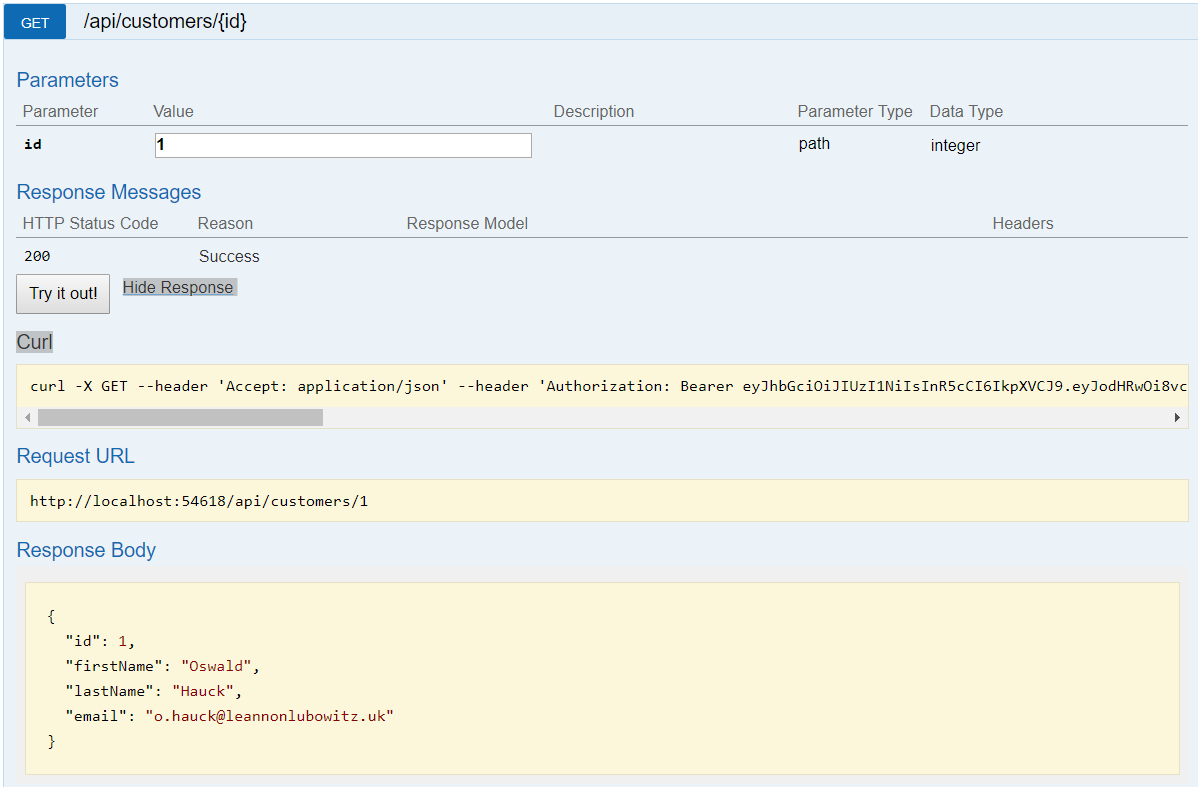 GET /api/customers/{id}
Parameters
Parameter Value Description Parameter Type Data Type
id 1 path integer
Response Messages
HTTP Status Code Reason Response Model Headers
200 Success
Try it out! Hide Response
Curl
curl -X GET --header 'Accept: application/json' --header 'Authorization: Bearer eyJhbGciOiJIUzI1NiIsInR5cCI6IkpXVCJ9.eyJodHRwOi8vc
Request URL
http://localhost:54618/api/customers/1
Response Body
{
"id": 1,
"firstName": "Oswald",
"lastName": "Hauck",
"email": "o.hauck@leannonlubowitz.uk"
}